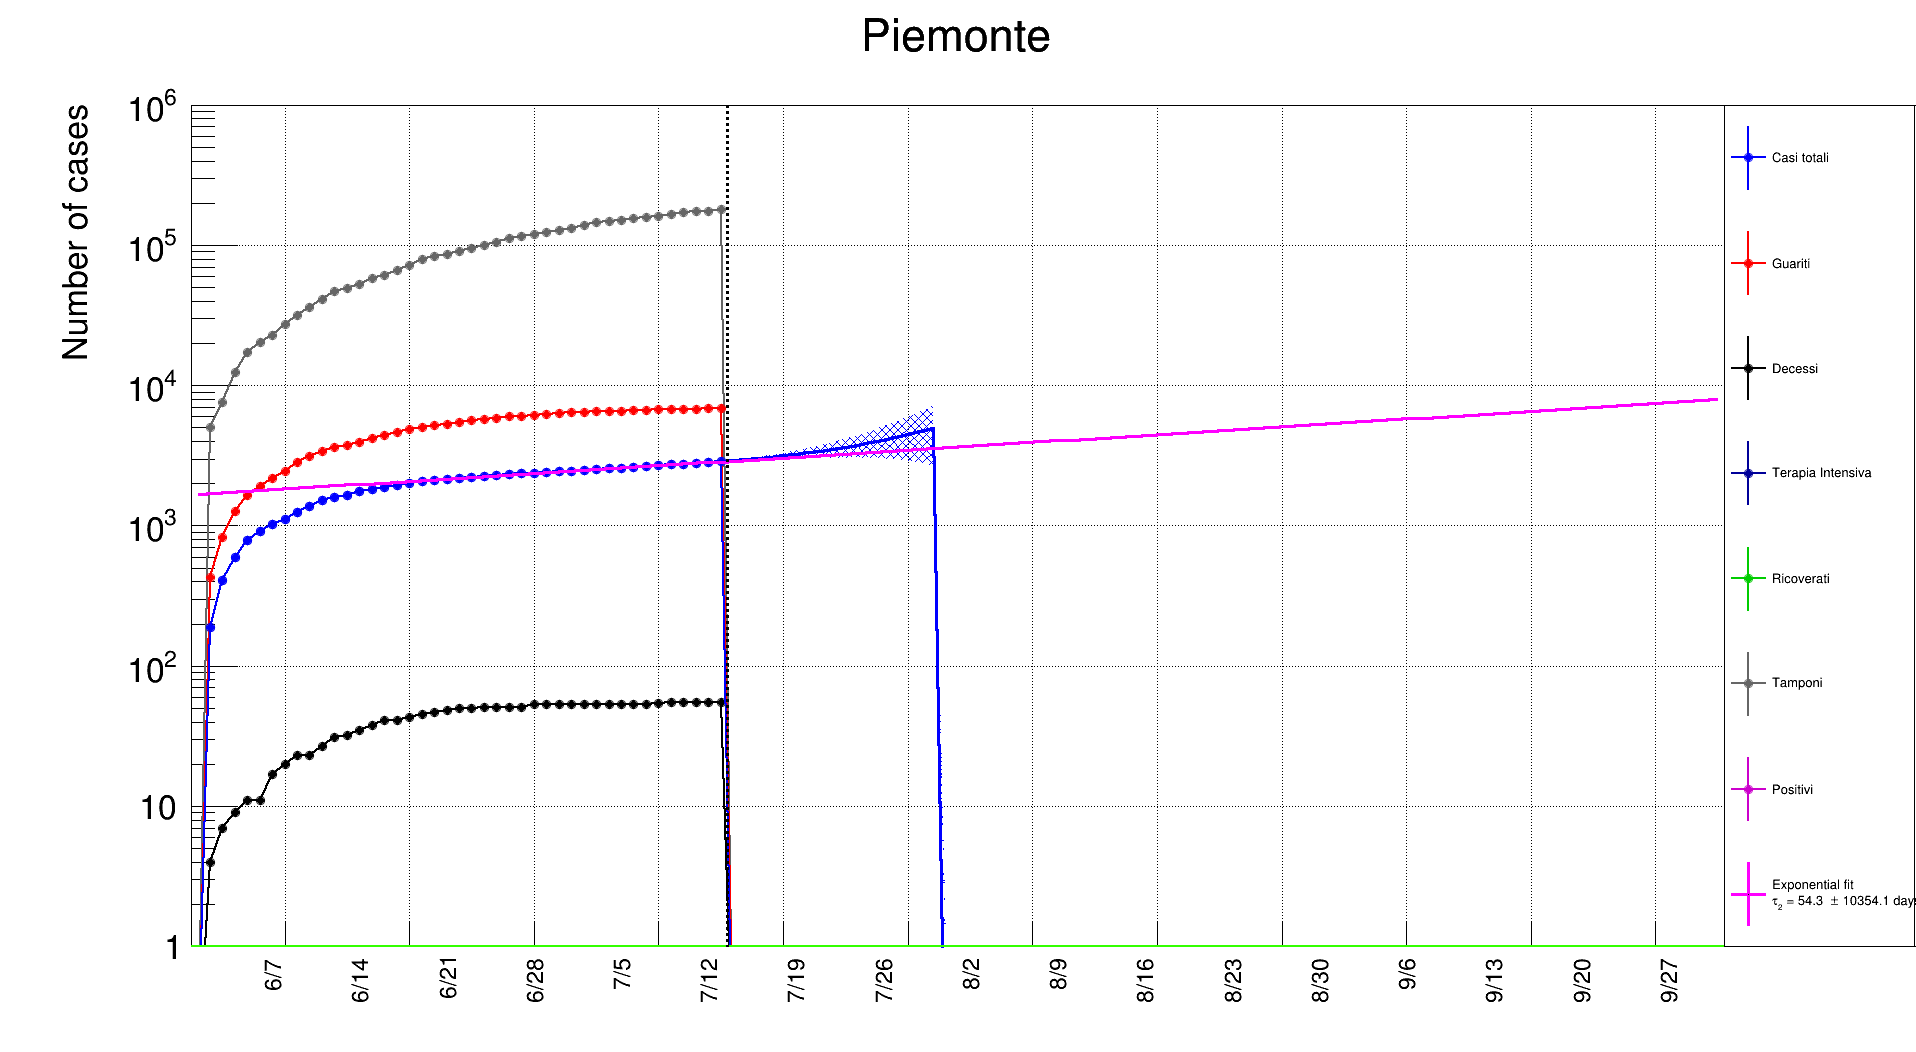 Piemonte
Number of cases
10^6
10^5
10^4
10^3
10^2
10
1
6/7
6/14
6/21
6/28
7/5
7/12
7/19
7/26
8/2
8/9
8/16
8/23
8/30
9/6
9/13
9/20
9/27
Casi totali
Guariti
Decessi
Terapia Intensiva
Ricoverati
Tamponi
Positivi
Exponential fit
τ₂ = 54.3 ± 10354.1 day